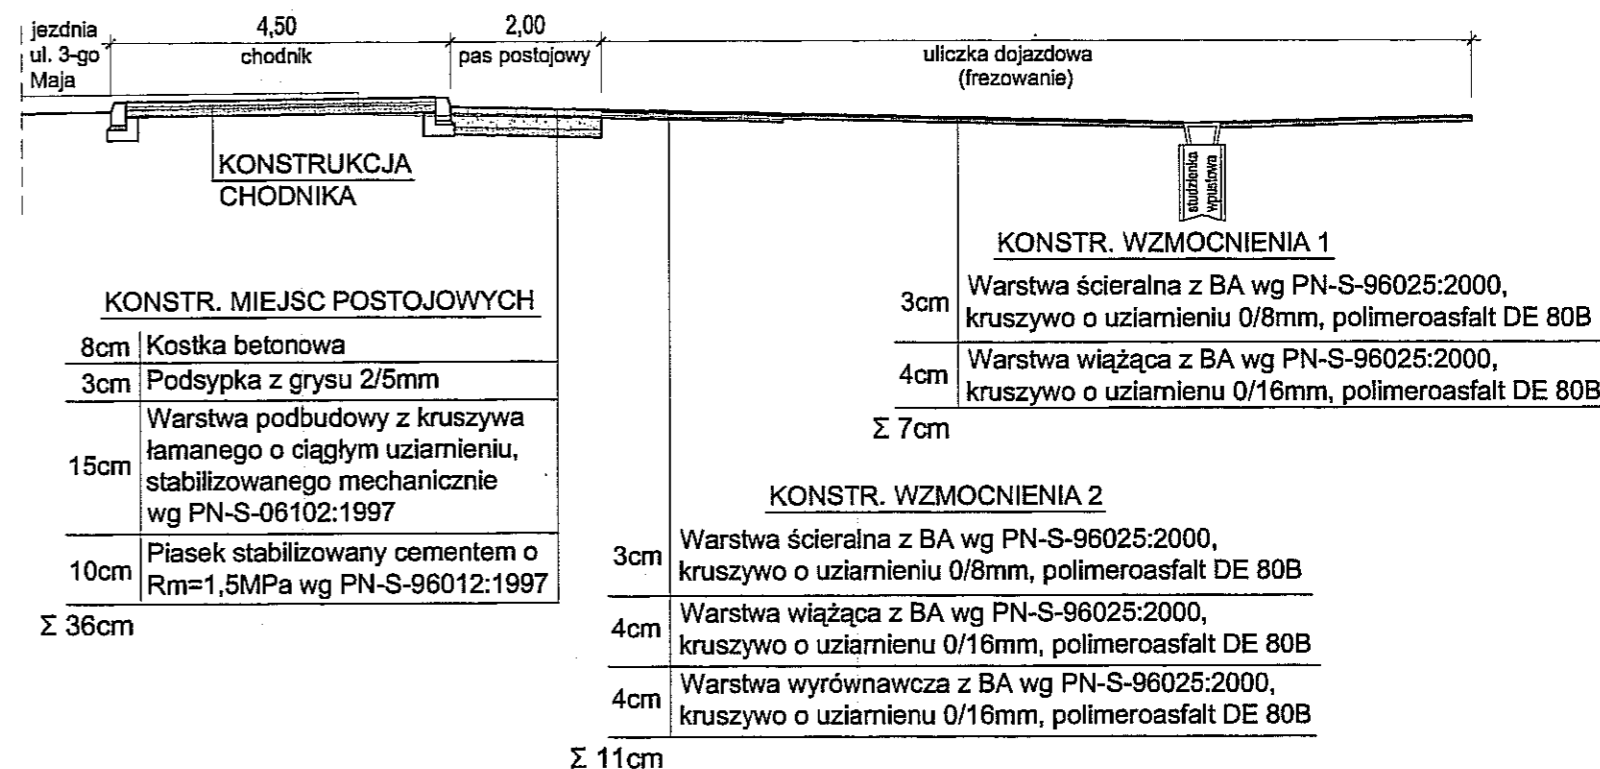 jezdnia
ul. 3-go
Maja
4,50
chodnik
2,00
pas postojowy
uliczka dojazdowa
(frezowanie)
KONSTRUKCJA
CHODNIKA
studzienka
wpustowa
KONSTR. MIEJSC POSTOJOWYCH
8cm Kostka betonowa
3cm Podsypka z grysu 2/5mm
15cm Warstwa podbudowy z kruszywa
łamanego o ciągłym uziarnieniu,
stabilizowanego mechanicznie
wg PN-S-06102:1997
10cm Piasek stabilizowany cementem o
Rm=1,5MPa wg PN-S-96012:1997
Σ 36cm
KONSTR. WZMOCNIENIA 1
3cm Warstwa ścieralna z BA wg PN-S-96025:2000,
kruszywo o uziarnieniu 0/8mm, polimeroasfalt DE 80B
4cm Warstwa wiążąca z BA wg PN-S-96025:2000,
kruszywo o uziarnienu 0/16mm, polimeroasfalt DE 80B
Σ 7cm
KONSTR. WZMOCNIENIA 2
3cm Warstwa ścieralna z BA wg PN-S-96025:2000,
kruszywo o uziarnieniu 0/8mm, polimeroasfalt DE 80B
4cm Warstwa wiążąca z BA wg PN-S-96025:2000,
kruszywo o uziarnienu 0/16mm, polimeroasfalt DE 80B
4cm Warstwa wyrównawcza z BA wg PN-S-96025:2000,
kruszywo o uziarnienu 0/16mm, polimeroasfalt DE 80B
Σ 11cm